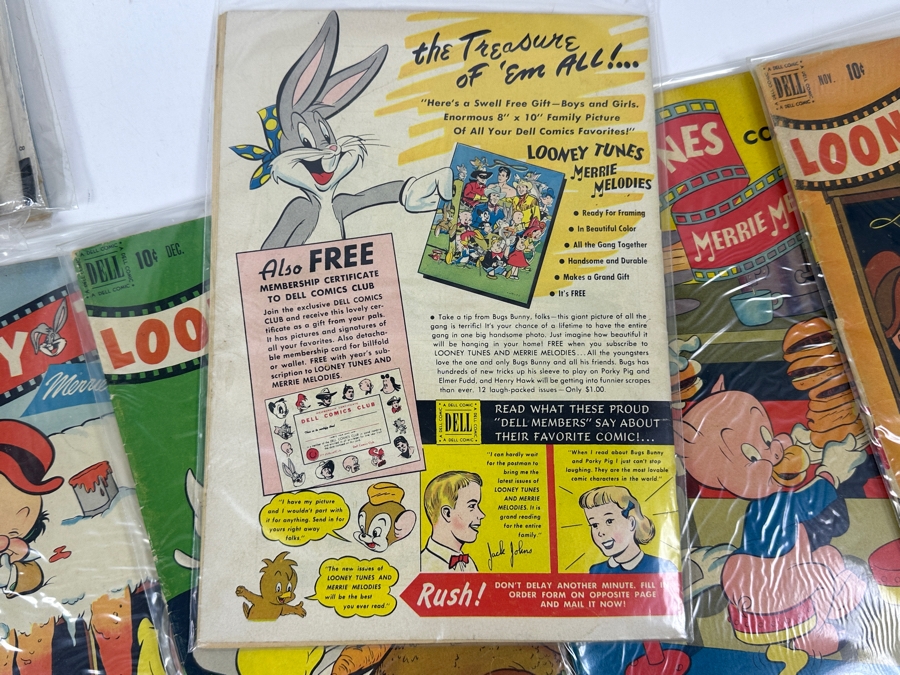 the Treasure
of 'Em ALL!...
"Here's a Swell Free Gift—Boys and Girls.
Enormous 8" x 10" Family Picture
Of All Your Dell Comics Favorites!"
LOONEY TUNES
MERRIE
MELODIES
• Ready For Framing
• In Beautiful Color
• All the Gang Together
• Handsome and Durable
• Makes a Grand Gift
• It's FREE
Also FREE
MEMBERSHIP CERTIFICATE
TO DELL COMICS CLUB
Join the exclusive DELL COMICS
CLUB and receive this lovely cer-
tificate as a gift from your pals.
It has pictures and signatures of
all your favorites. Also detacha-
ble membership card for billfold
or wallet. FREE with year's sub-
scription to LOONEY TUNES AND
MERRIE MELODIES.
DELL COMICS CLUB
• Take a tip from Bugs Bunny, folks—this giant picture of all the
gang is terrific! It's your chance of a lifetime to have the entire
gang in one big handsome photo. Just imagine how beautiful it
will be hanging in your home! FREE when you subscribe to
LOONEY TUNES AND MERRIE MELODIES...All the youngsters
love the one and only Bugs Bunny and all his friends. Bugs has
hundreds of new tricks up his sleeve to play on Porky Pig and
Elmer Fudd, and Henry Hawk will be getting into funnier scrapes
than ever. 12 laugh-packed issues—Only $1.00.
A DELL COMIC
DELL
A DELL COMIC
READ WHAT THESE PROUD
"DELL MEMBERS" SAY ABOUT
THEIR FAVORITE COMIC!...
"I can hardly wait
for the postman to
bring me the
latest issues of
LOONEY TUNES
AND MERRIE
MELODIES. It is
grand reading
for the entire
family."
Jack Johns
"When I read about Bugs Bunny
and Porky Pig I just can't stop
laughing. They are the most lovable
comic characters in the world."
"I have my picture
and I wouldn't part with
it for anything. Send in for
yours right away
folks."
"The new issues of
LOONEY TUNES AND
MERRIE MELODIES
will be the best
you ever read."
Rush!
DON'T DELAY ANOTHER MINUTE. FILL I
ORDER FORM ON OPPOSITE PAGE
AND MAIL IT NOW!
A DELL COMIC
DELL
A DELL COMIC
10¢ DEC.
LOO
Y
Merrie
NES
CO
MERRIE M
A DELL COMIC
DELL
A DELL COMIC
NOV. 10¢
LOON